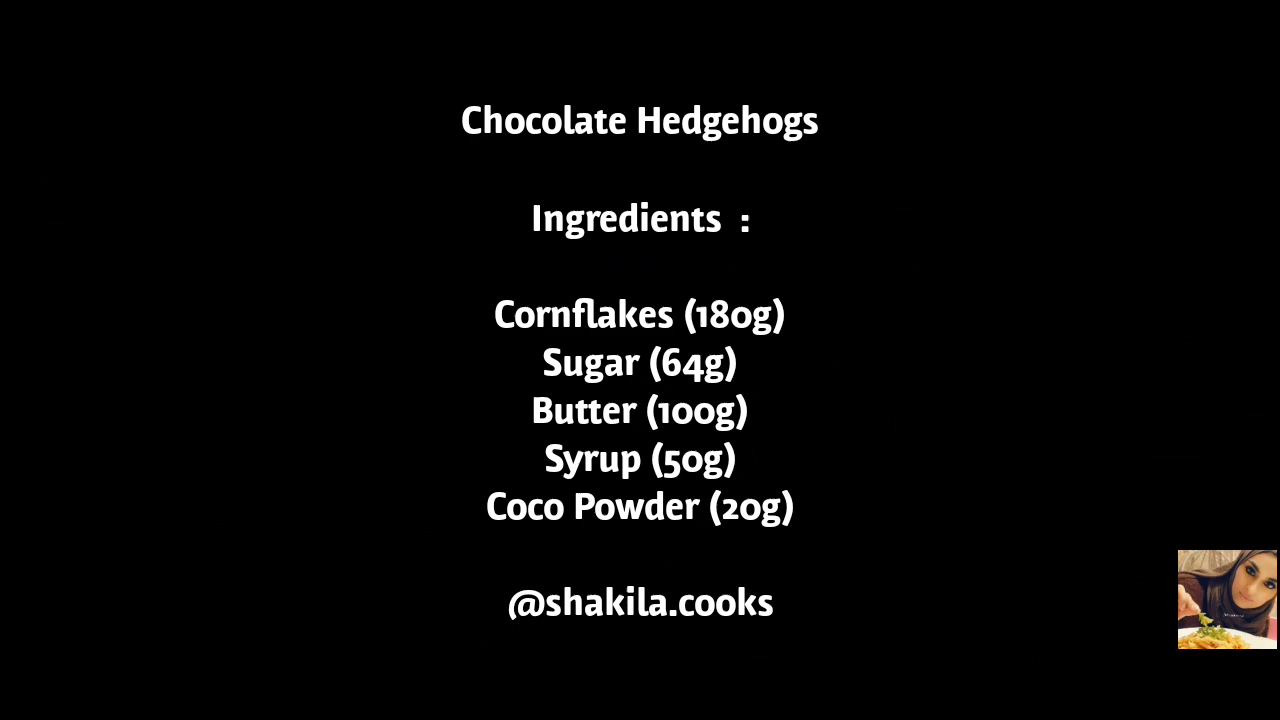 Chocolate Hedgehogs
Ingredients :
Cornflakes (180g)
Sugar (64g)
Butter (100g)
Syrup (50g)
Coco Powder (20g)
@shakila.cooks